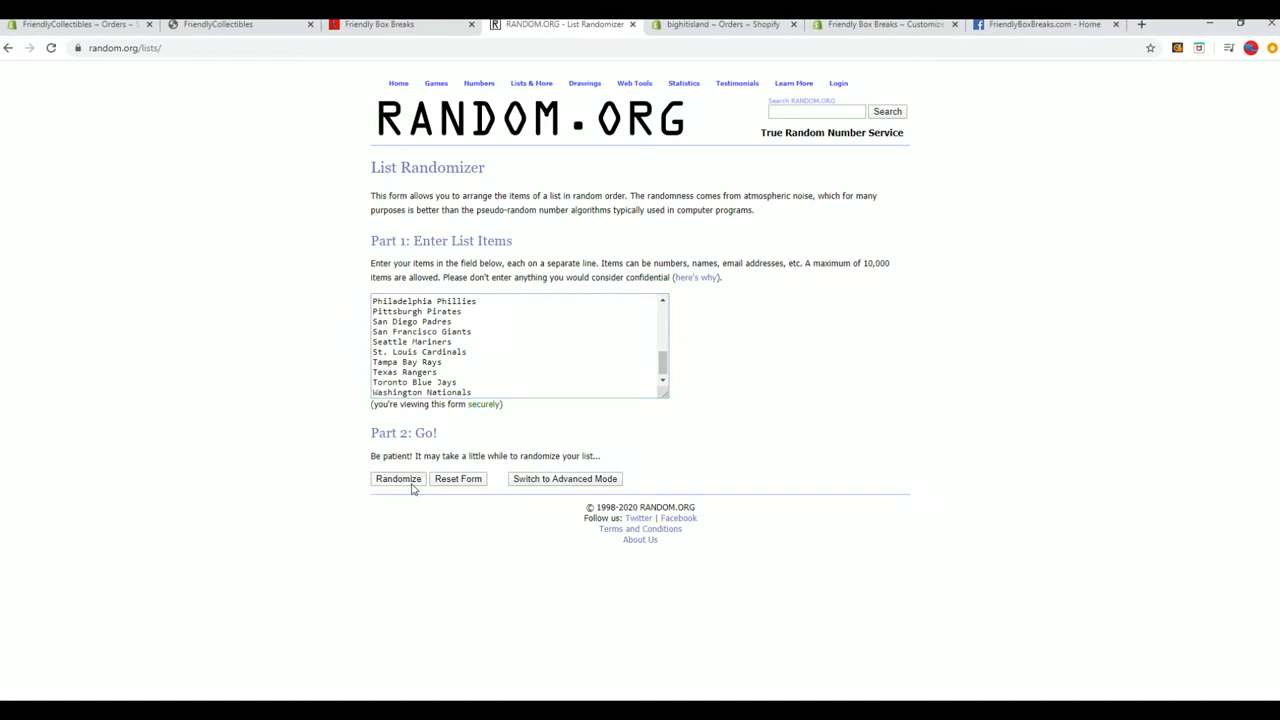 FriendlyCollectibles ~ Orders ~ S
FriendlyCollectibles
Friendly Box Breaks
RANDOM.ORG - List Randomizer
bighitisland ~ Orders ~ Shopify
Friendly Box Breaks ~ Customize
FriendlyBoxBreaks.com - Home
random.org/lists/
Home Games Numbers Lists & More Drawings Web Tools Statistics Testimonials Learn More Login
RANDOM.ORG
Search RANDOM.ORG
Search
True Random Number Service
List Randomizer
This form allows you to arrange the items of a list in random order. The randomness comes from atmospheric noise, which for many
purposes is better than the pseudo-random number algorithms typically used in computer programs.
Part 1: Enter List Items
Enter your items in the field below, each on a separate line. Items can be numbers, names, email addresses, etc. A maximum of 10,000
items are allowed. Please don't enter anything you would consider confidential (here's why).
Philadelphia Phillies
Pittsburgh Pirates
San Diego Padres
San Francisco Giants
Seattle Mariners
St. Louis Cardinals
Tampa Bay Rays
Texas Rangers
Toronto Blue Jays
Washington Nationals
(you're viewing this form securely)
Part 2: Go!
Be patient! It may take a little while to randomize your list...
Randomize Reset Form Switch to Advanced Mode
© 1998-2020 RANDOM.ORG
Follow us: Twitter | Facebook
Terms and Conditions
About Us